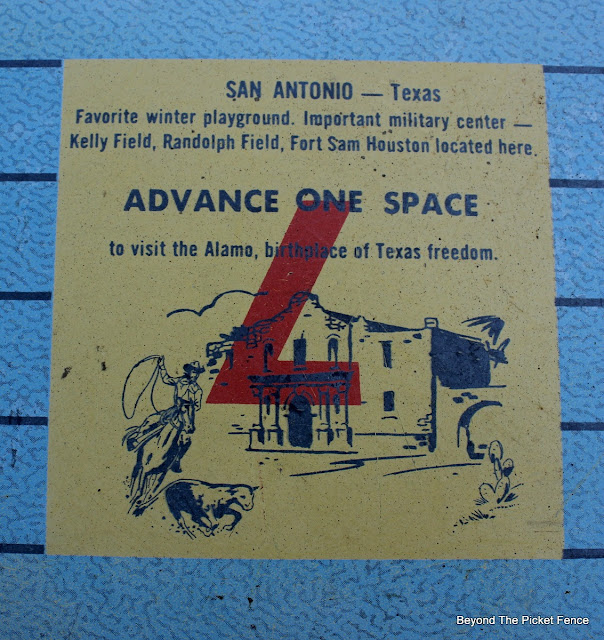 SAN ANTONIO — Texas
Favorite winter playground. Important military center —
Kelly Field, Randolph Field, Fort Sam Houston located here.
ADVANCE ONE SPACE
to visit the Alamo, birthplace of Texas freedom.
Beyond The Picket Fence